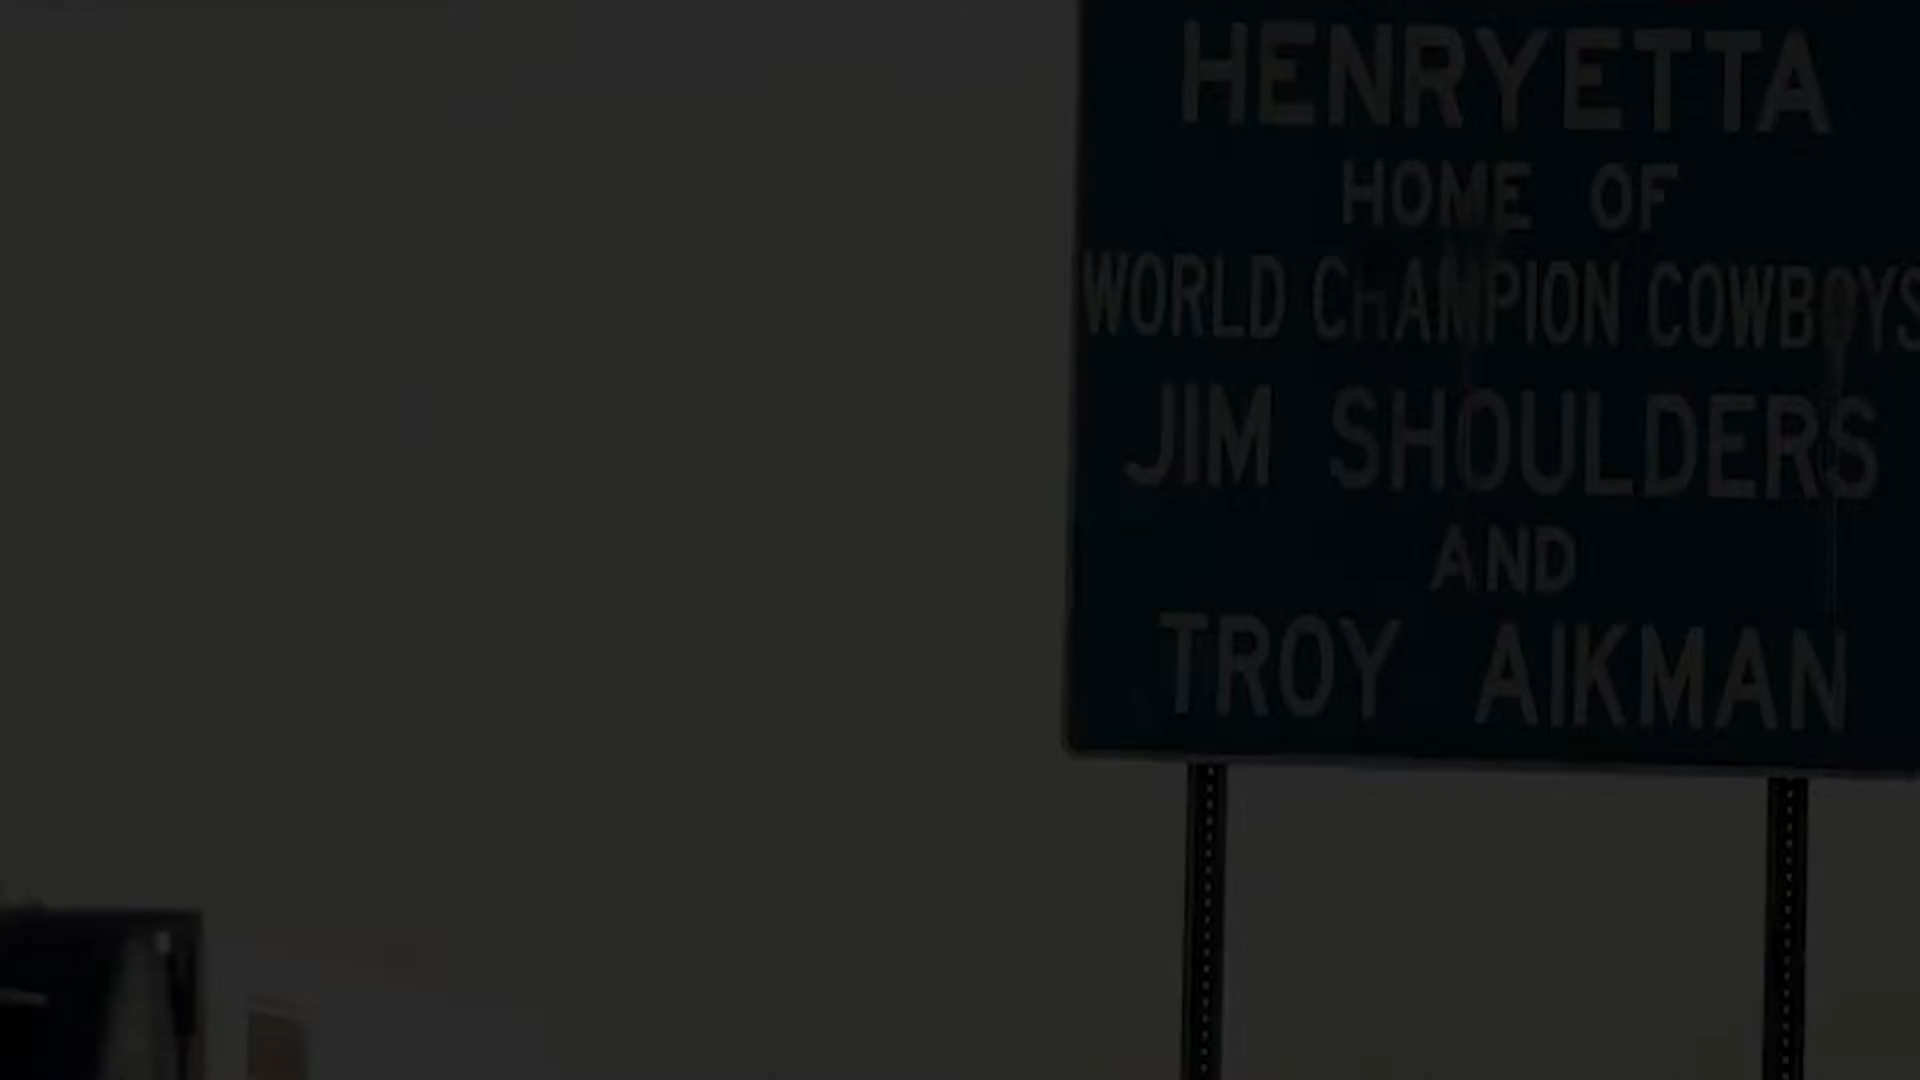 HENRYETTA
HOME OF
WORLD CHAMPION COWBOYS
JIM SHOULDERS
AND
TROY AIKMAN